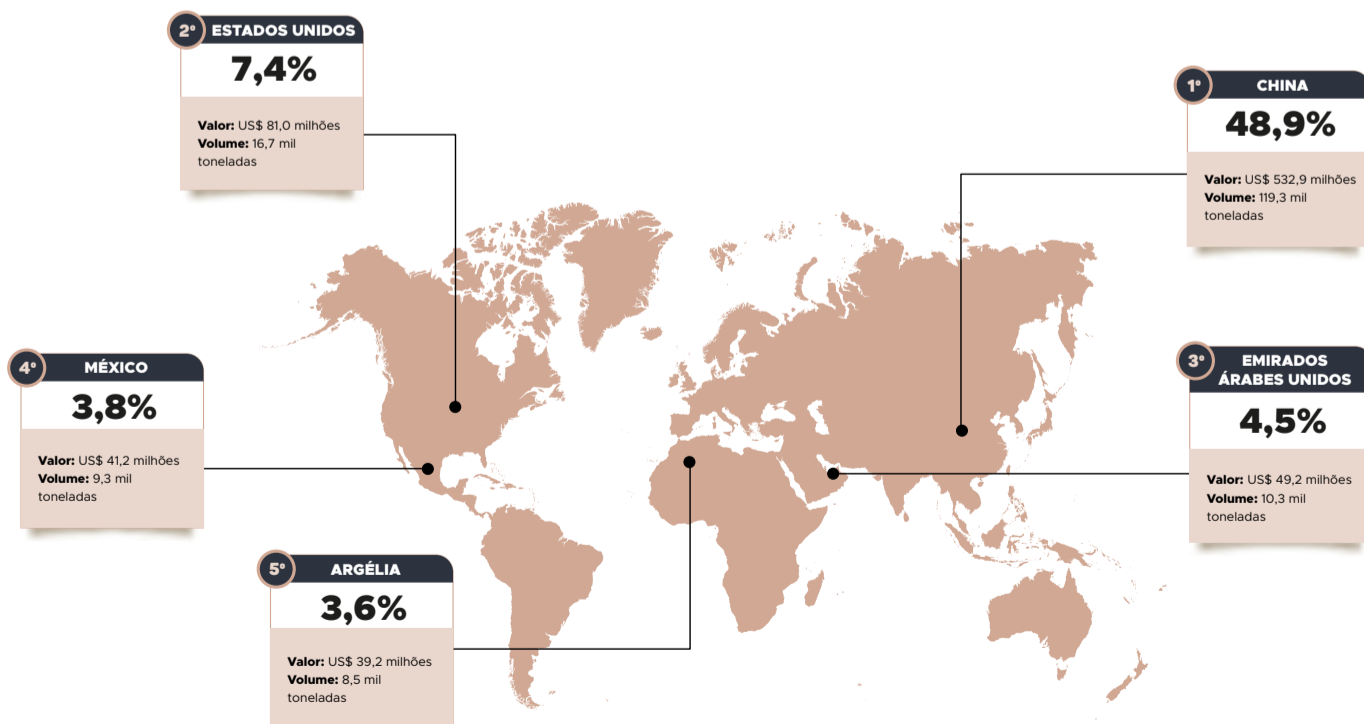 2º ESTADOS UNIDOS
7,4%
Valor: US$ 81,0 milhões
Volume: 16,7 mil
toneladas
1º CHINA
48,9%
Valor: US$ 532,9 milhões
Volume: 119,3 mil
toneladas
4º MÉXICO
3,8%
Valor: US$ 41,2 milhões
Volume: 9,3 mil
toneladas
3º EMIRADOS
ÁRABES UNIDOS
4,5%
Valor: US$ 49,2 milhões
Volume: 10,3 mil
toneladas
5º ARGÉLIA
3,6%
Valor: US$ 39,2 milhões
Volume: 8,5 mil
toneladas